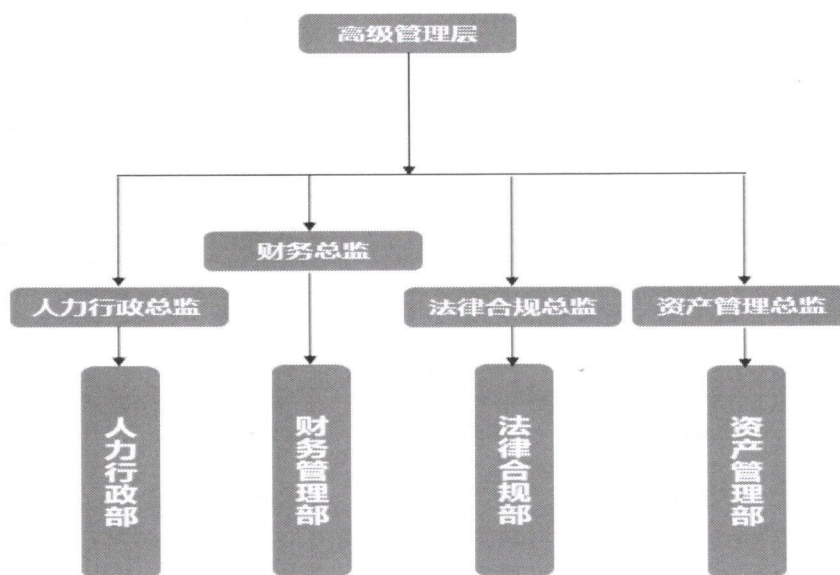 高级管理层
财务总监
人力行政总监
法律合规总监
资产管理总监
人力行政部
财务管理部
法律合规部
资产管理部